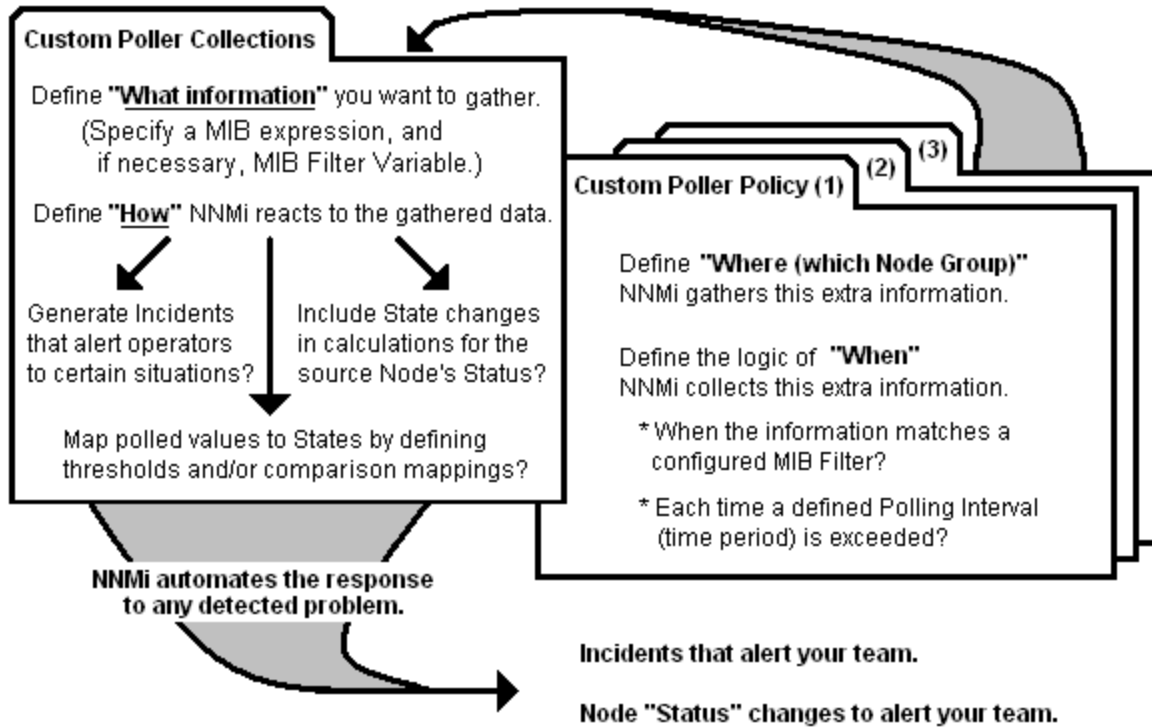 Custom Poller Collections
Define "What information" you want to gather.
(Specify a MIB expression, and
if necessary, MIB Filter Variable.)
Define "How" NNMi reacts to the gathered data.
Generate Incidents
that alert operators
to certain situations?
Include State changes
in calculations for the
source Node's Status?
Map polled values to States by defining
thresholds and/or comparison mappings?
(3)
(2)
Custom Poller Policy (1)
Define "Where (which Node Group)"
NNMi gathers this extra information.
Define the logic of "When"
NNMi collects this extra information.
* When the information matches a
configured MIB Filter?
* Each time a defined Polling Interval
(time period) is exceeded?
NNMi automates the response
to any detected problem.
Incidents that alert your team.
Node "Status" changes to alert your team.